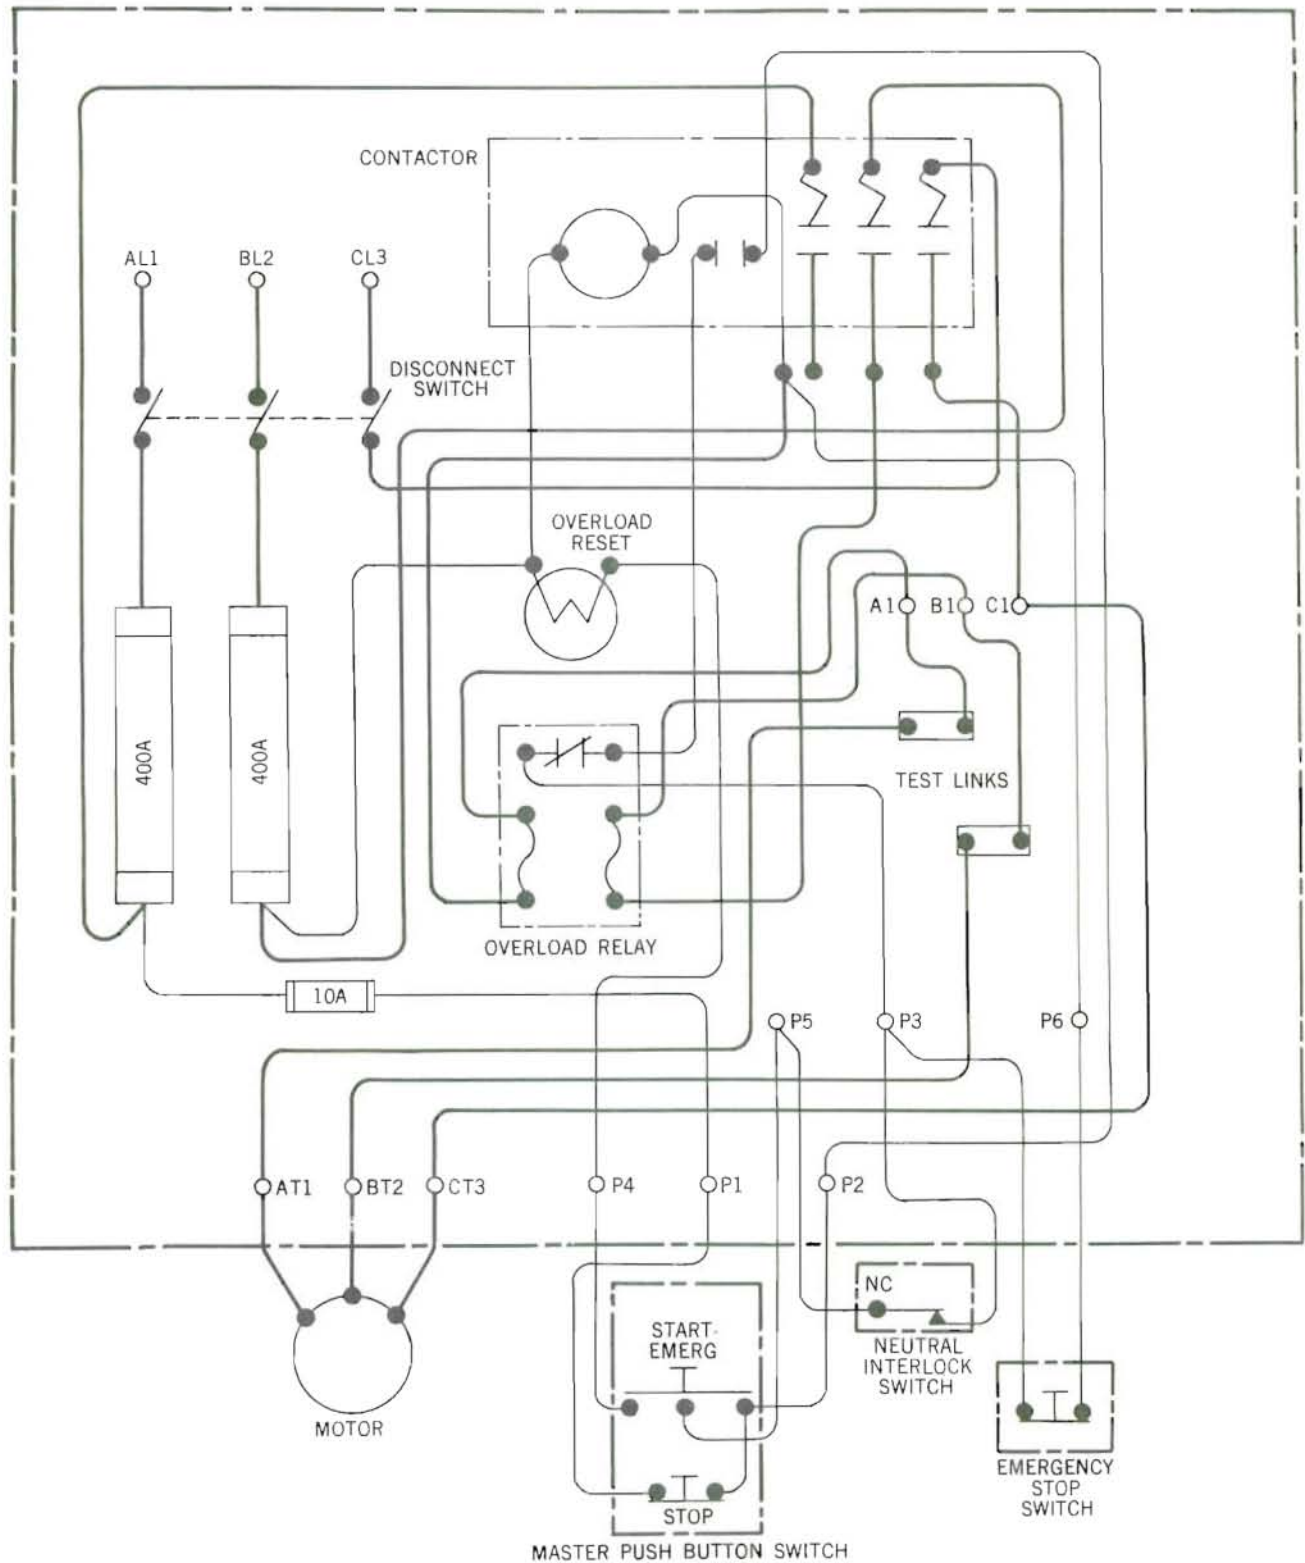 CONTACTOR
AL1
BL2
CL3
DISCONNECT
SWITCH
OVERLOAD
RESET
A1
B1
C1
400A
400A
TEST LINKS
OVERLOAD RELAY
10A
P5
P3
P6
AT1
BT2
CT3
P4
P1
P2
NC
START-
EMERG
NEUTRAL
INTERLOCK
SWITCH
MOTOR
EMERGENCY
STOP
SWITCH
STOP
MASTER PUSH BUTTON SWITCH